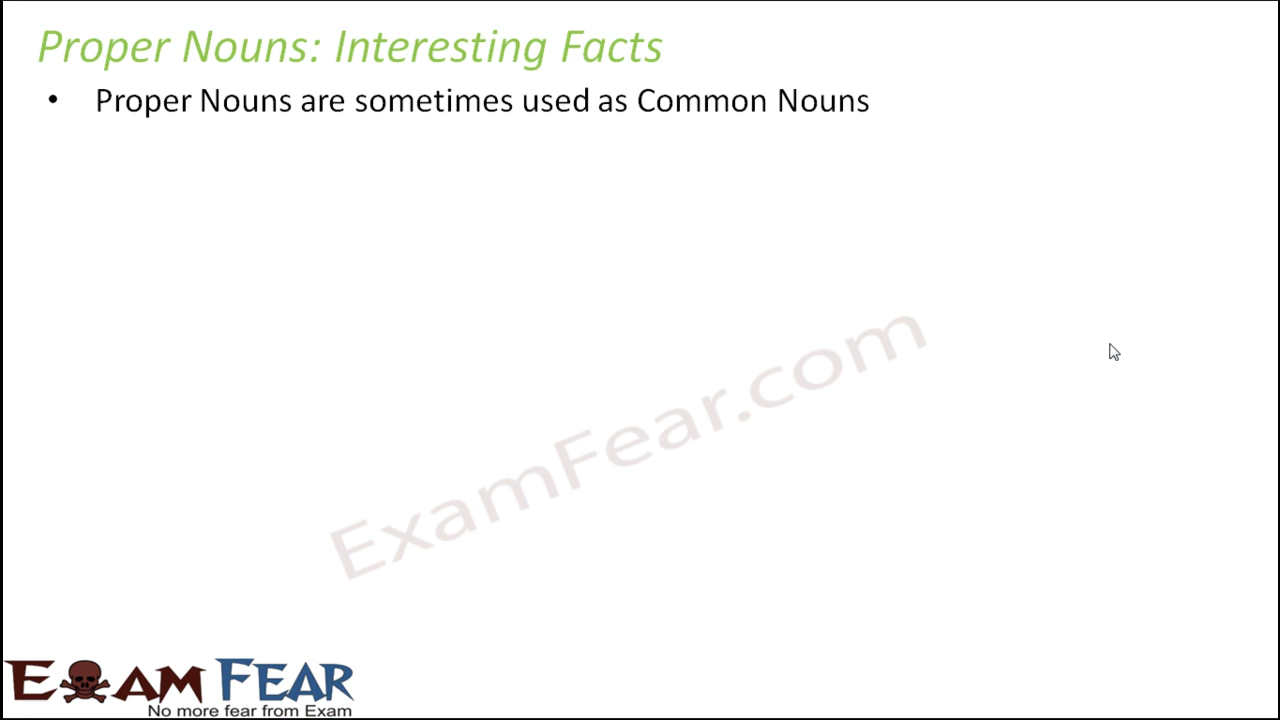 Proper Nouns: Interesting Facts
• Proper Nouns are sometimes used as Common Nouns
ExamFear.com
EXAM FEAR
No more fear from Exam